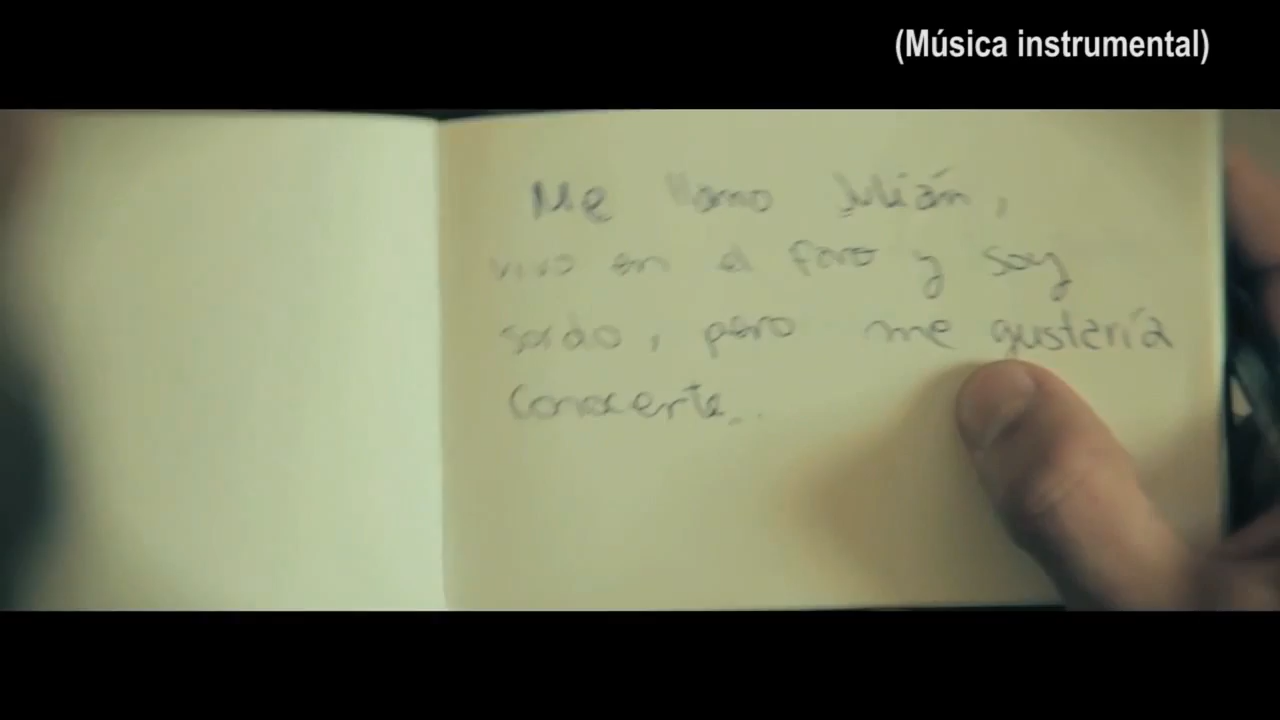 (Música instrumental)
Me llamo Julián,
vivo en el faro y soy
sordo, pero me gustaría
conocerte.